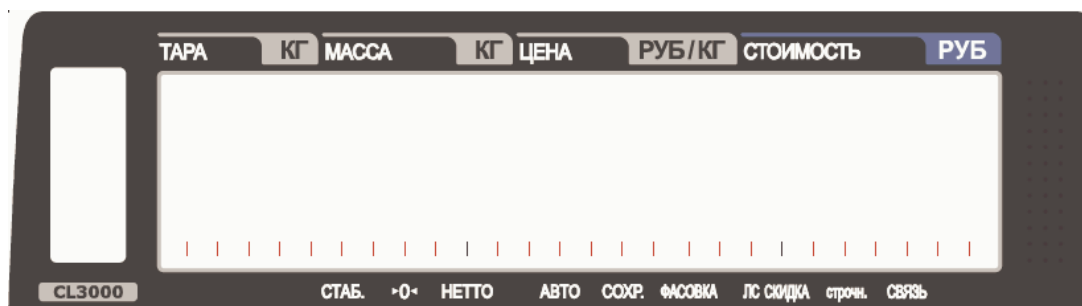 ТАРА КГ МАССА КГ ЦЕНА РУБ/КГ СТОИМОСТЬ РУБ
CL3000 СТАБ. ►0◄ НЕТТО АВТО СОХР. ФАСОВКА ЛС СКИДКА строчн. СВЯЗЬ